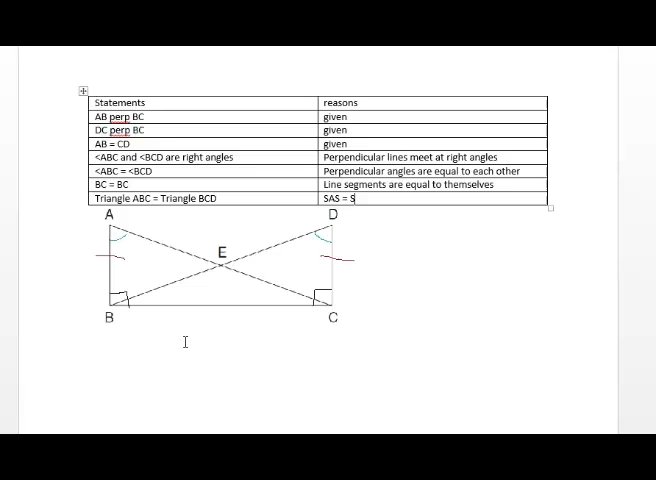 Statements reasons
AB perp BC given
DC perp BC given
AB = CD given
<ABC and <BCD are right angles Perpendicular lines meet at right angles
<ABC = <BCD Perpendicular angles are equal to each other
BC = BC Line segments are equal to themselves
Triangle ABC = Triangle BCD SAS = S
A D
E
B C